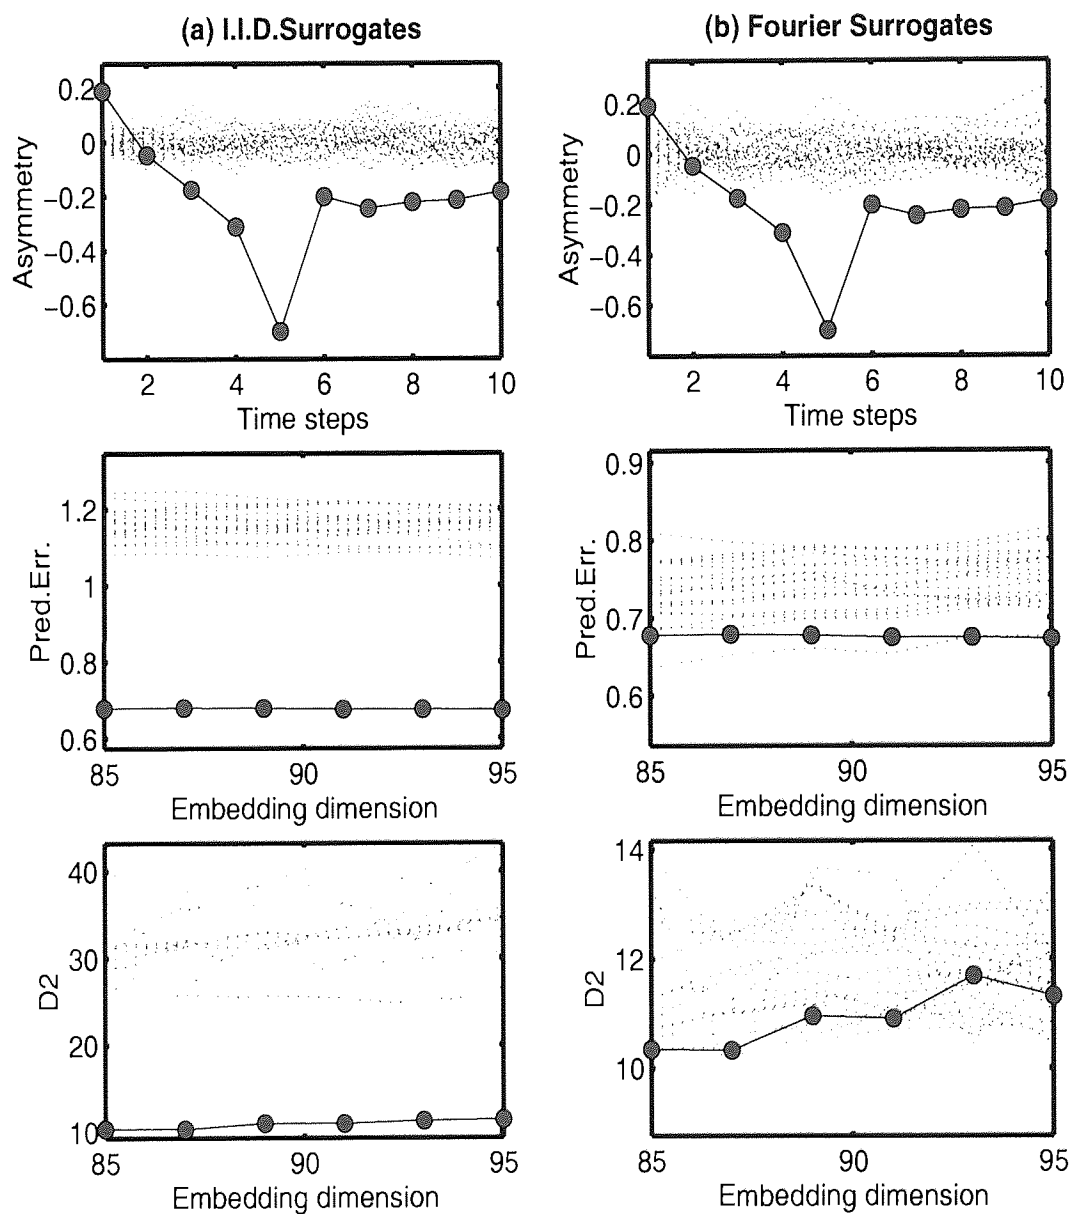 (a) I.I.D.Surrogates
0.2
0
−0.2
−0.4
−0.6
Asymmetry
2 4 6 8 10
Time steps
(b) Fourier Surrogates
0.2
0
−0.2
−0.4
−0.6
Asymmetry
2 4 6 8 10
Time steps
1.2
1
0.8
0.6
Pred.Err.
85 90 95
Embedding dimension
0.9
0.8
0.7
0.6
Pred.Err.
85 90 95
Embedding dimension
40
30
20
10
D2
85 90 95
Embedding dimension
14
12
10
D2
85 90 95
Embedding dimension